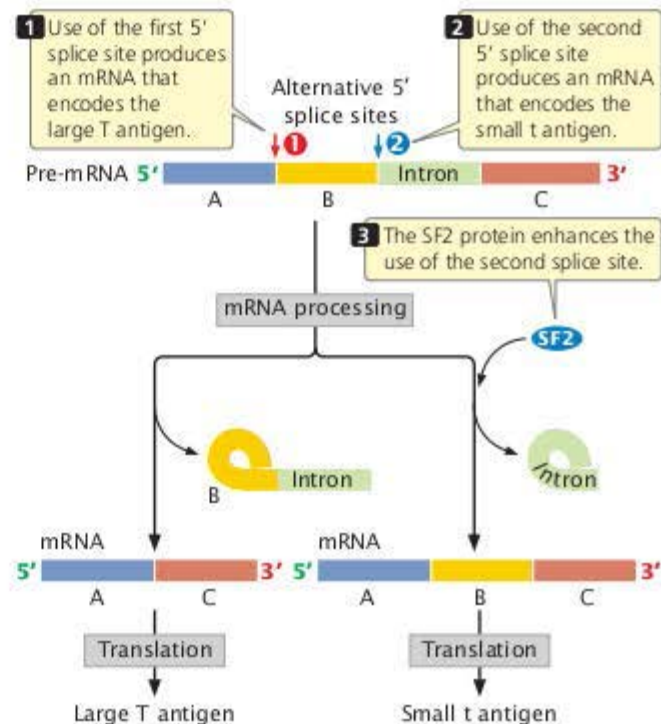 1 Use of the first 5′
splice site produces
an mRNA that
encodes the
large T antigen.
2 Use of the second
5′ splice site
produces an mRNA
that encodes the
small t antigen.
Alternative 5′
splice sites
1 2
Pre-mRNA 5′ Intron 3′
A B C
3 The SF2 protein enhances the
use of the second splice site.
mRNA processing
SF2
B Intron
Intron
mRNA
5′ 3′
A C
mRNA
5′ 3′
A B C
Translation
Translation
Large T antigen
Small t antigen